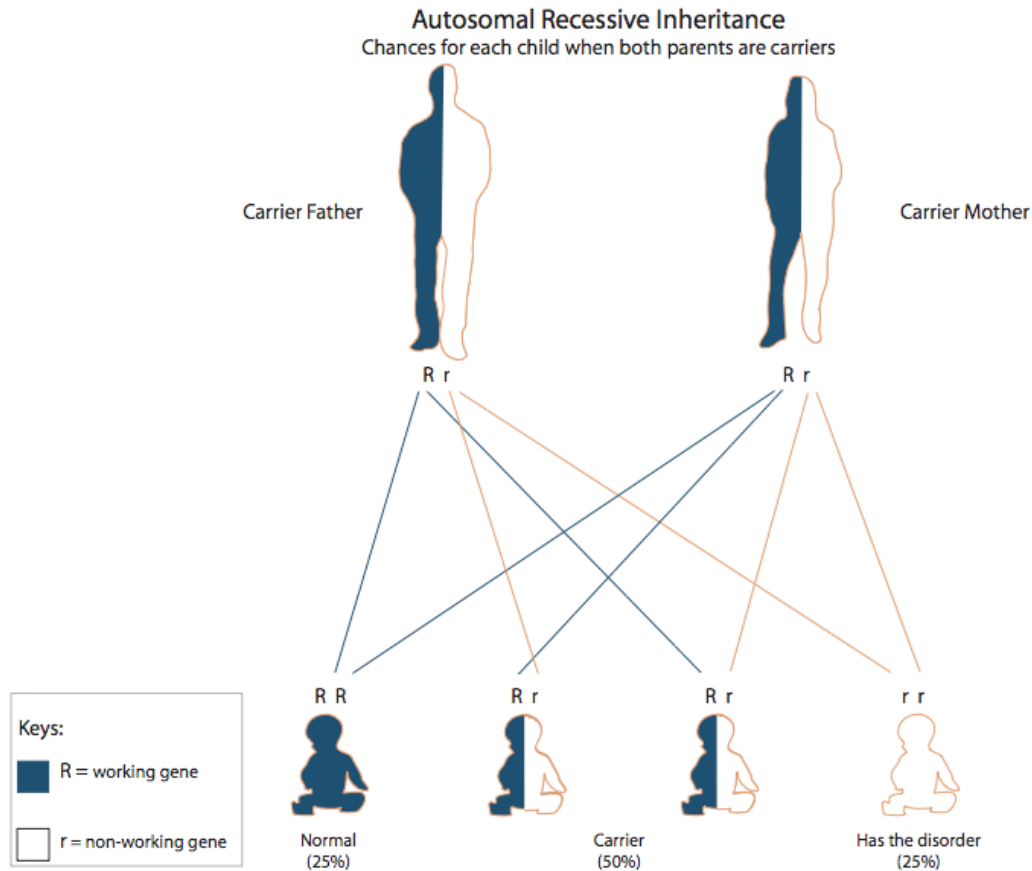 Autosomal Recessive Inheritance
Chances for each child when both parents are carriers
Carrier Father
Carrier Mother
R r
R r
R R
R r
R r
r r
Keys:
R = working gene
r = non-working gene
Normal
(25%)
Carrier
(50%)
Has the disorder
(25%)